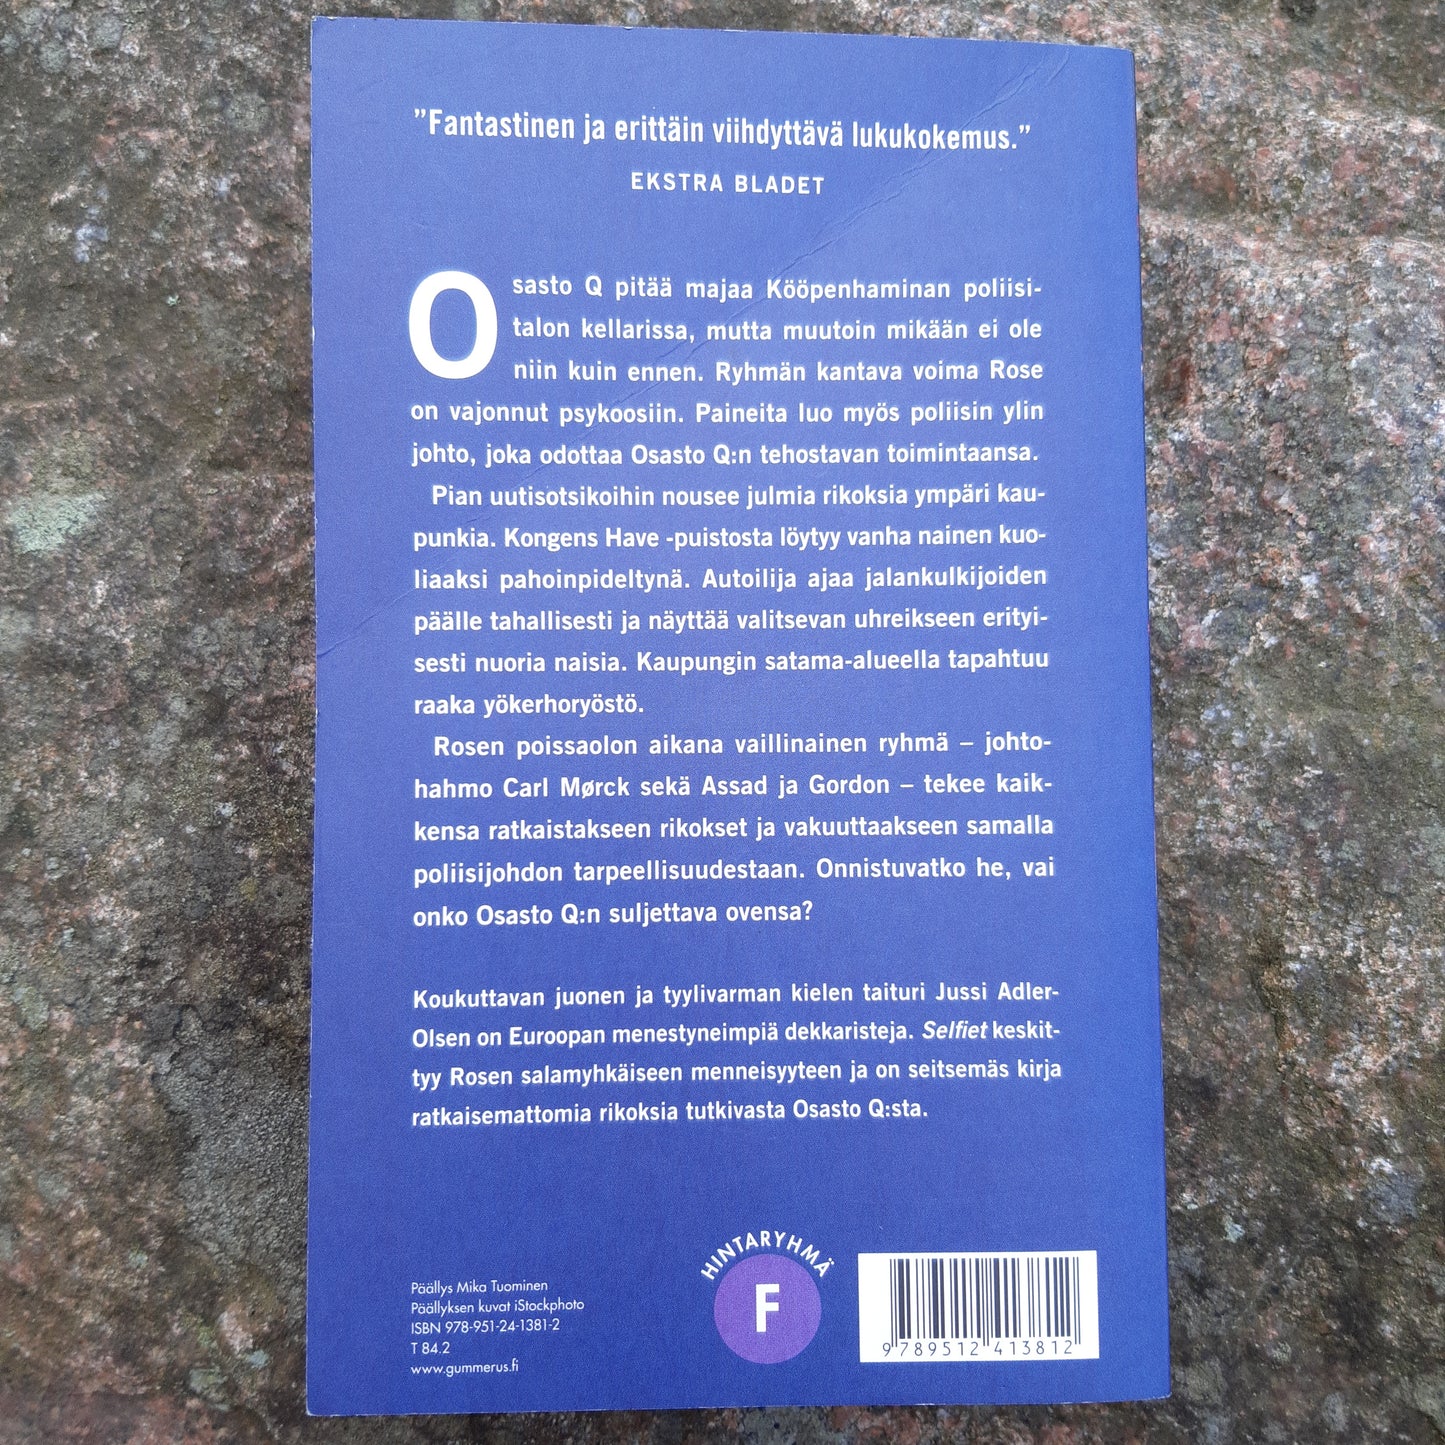 ”Fantastinen ja erittäin viihdyttävä lukukokemus.”
EKSTRA BLADET
Osasto Q pitää majaa Kööpenhaminan poliisi-
talon kellarissa, mutta muutoin mikään ei ole
niin kuin ennen. Ryhmän kantava voima Rose
on vajonnut psykoosiin. Paineita luo myös poliisin ylin
johto, joka odottaa Osasto Q:n tehostavan toimintaansa.
Pian uutisotsikoihin nousee julmia rikoksia ympäri kau-
punkia. Kongens Have -puistosta löytyy vanha nainen kuo-
liaaksi pahoinpideltynä. Autoilija ajaa jalankulkijoiden
päälle tahallisesti ja näyttää valitsevan uhreikseen erityi-
sesti nuoria naisia. Kaupungin satama-alueella tapahtuu
raaka yökerhoryöstö.
Rosen poissaolon aikana vaillinainen ryhmä – johto-
hahmo Carl Mørck sekä Assad ja Gordon – tekee kaik-
kensa ratkaistakseen rikokset ja vakuuttaakseen samalla
poliisijohdon tarpeellisuudestaan. Onnistuvatko he, vai
onko Osasto Q:n suljettava ovensa?
Koukuttavan juonen ja tyylivarman kielen taituri Jussi Adler-
Olsen on Euroopan menestyneimpiä dekkaristeja. Selfiet keskit-
tyy Rosen salamyhkäiseen menneisyyteen ja on seitsemäs kirja
ratkaisemattomia rikoksia tutkivasta Osasto Q:sta.
Päällys Mika Tuominen
Päällyksen kuvat iStockphoto
ISBN 978-951-24-1381-2
T 84.2
www.gummerus.fi
HINTARYHMÄ
F
9 789512 413812